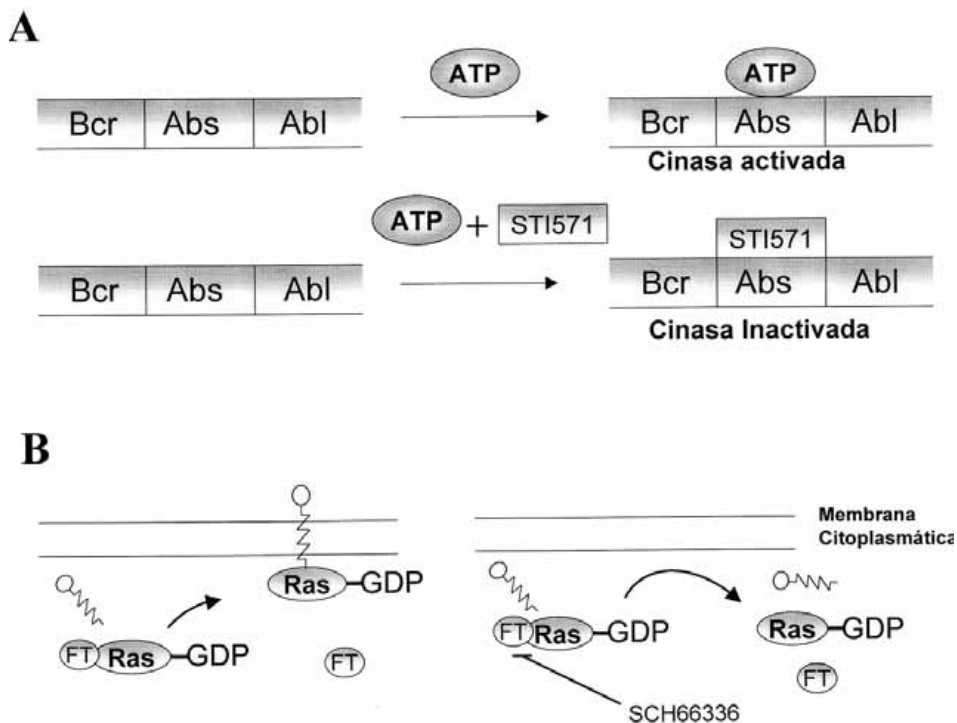 A
ATP
ATP
Bcr Abs Abl
Bcr Abs Abl
Cinasa activada
ATP + STI571
STI571
Bcr Abs Abl
Bcr Abs Abl
Cinasa Inactivada
B
Membrana
Citoplasmática
Ras GDP
FT Ras GDP
FT
FT Ras GDP
Ras GDP
FT
SCH66336